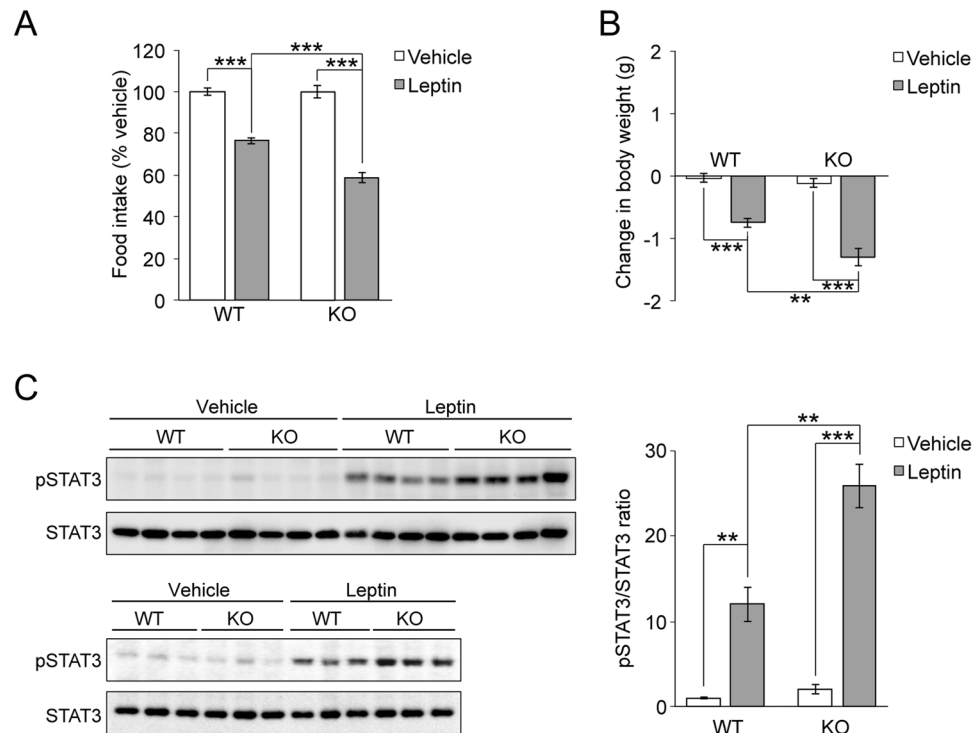 A
Food intake (% vehicle)
120
100
80
60
40
20
0
***
***
***
WT
KO
Vehicle
Leptin
B
Change in body weight (g)
2
1
0
-1
-2
WT
KO
***
***
**
Vehicle
Leptin
C
Vehicle
Leptin
WT
KO
WT
KO
pSTAT3
STAT3
Vehicle
Leptin
WT
KO
WT
KO
pSTAT3
STAT3
pSTAT3/STAT3 ratio
30
20
10
0
**
***
**
WT
KO
Vehicle
Leptin